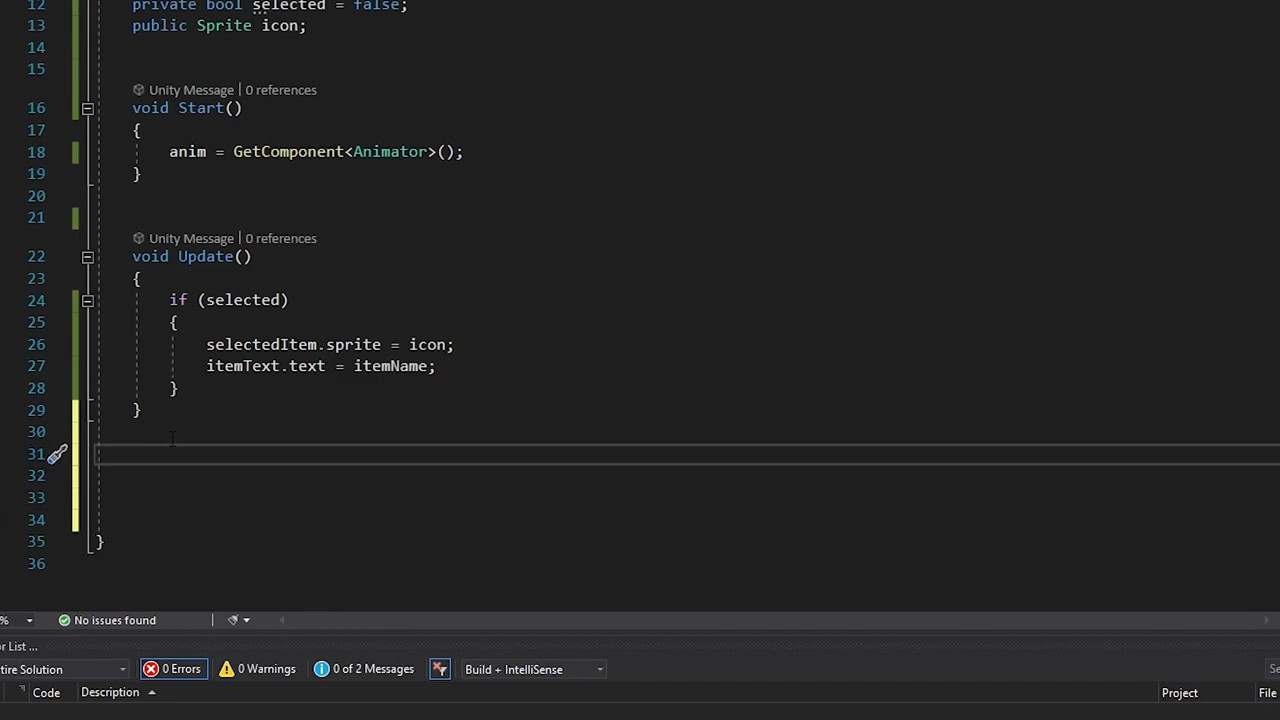 12 private bool selected = false;
13 public Sprite icon;
14
15
Unity Message | 0 references
16 void Start()
17 {
18 anim = GetComponent<Animator>();
19 }
20
21
Unity Message | 0 references
22 void Update()
23 {
24 if (selected)
25 {
26 selectedItem.sprite = icon;
27 itemText.text = itemName;
28 }
29 }
30
31
32
33
34
35 }
36
% No issues found
or List ...
tire Solution 0 Errors 0 Warnings 0 of 2 Messages Build + IntelliSense Se
Code Description Project File